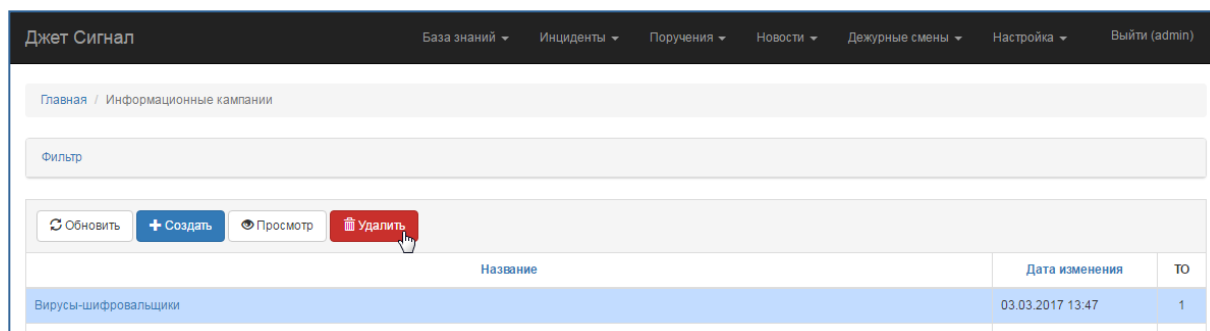 Джет Сигнал База знаний Инциденты Поручения Новости Дежурные смены Настройка Выйти (admin)
Главная / Информационные кампании
Фильтр
Обновить Создать Просмотр Удалить
Название Дата изменения ТО
Вирусы-шифровальщики 03.03.2017 13:47 1